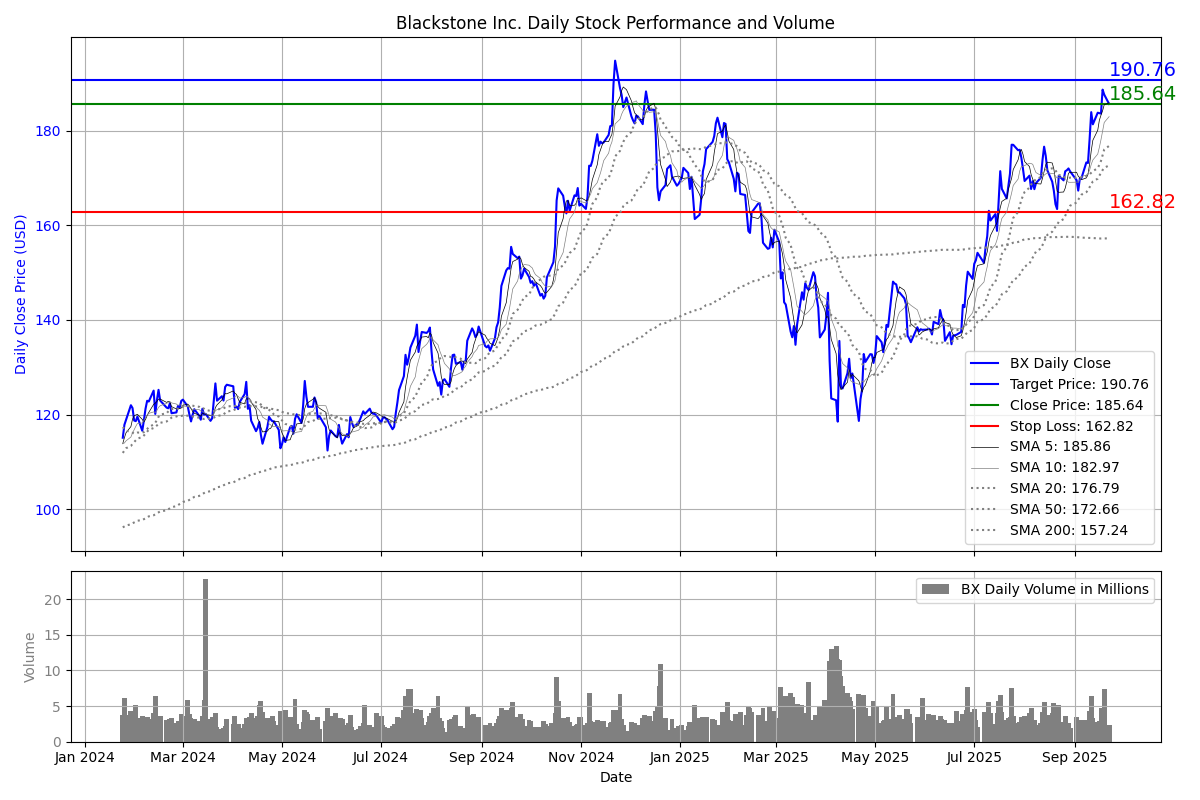 Blackstone Inc. Daily Stock Performance and Volume
Daily Close Price (USD)
180
160
140
120
100
190.76
185.64
162.82
BX Daily Close
Target Price: 190.76
Close Price: 185.64
Stop Loss: 162.82
SMA 5: 185.86
SMA 10: 182.97
SMA 20: 176.79
SMA 50: 172.66
SMA 200: 157.24
Volume
20
15
10
5
0
BX Daily Volume in Millions
Jan 2024 Mar 2024 May 2024 Jul 2024 Sep 2024 Nov 2024 Jan 2025 Mar 2025 May 2025 Jul 2025 Sep 2025
Date